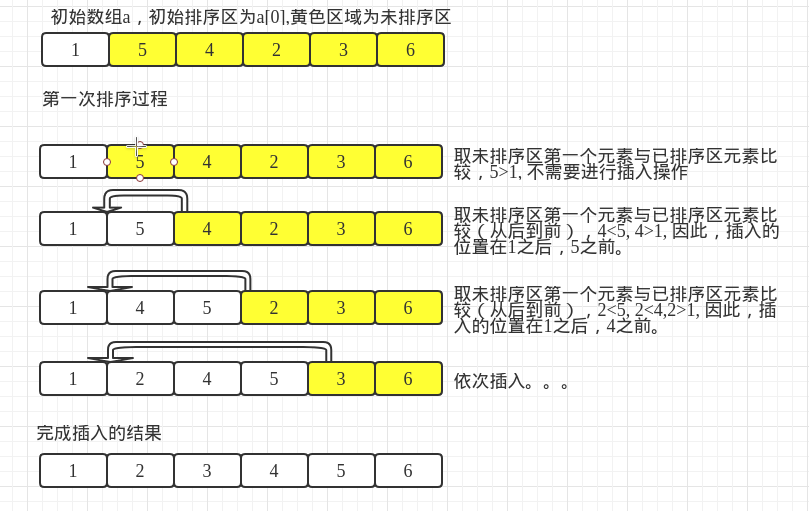 初始数组a，初始排序区为a[0],黄色区域为未排序区
1 5 4 2 3 6
第一次排序过程
1 5 4 2 3 6
取未排序区第一个元素与已排序区元素比
较，5>1, 不需要进行插入操作
1 5 4 2 3 6
取未排序区第一个元素与已排序区元素比
较（从后到前），4<5, 4>1, 因此，插入的
位置在1之后，5之前。
1 4 5 2 3 6
取未排序区第一个元素与已排序区元素比
较（从后到前），2<5, 2<4,2>1, 因此，插
入的位置在1之后，4之前。
1 2 4 5 3 6
依次插入。。。
完成插入的结果
1 2 3 4 5 6